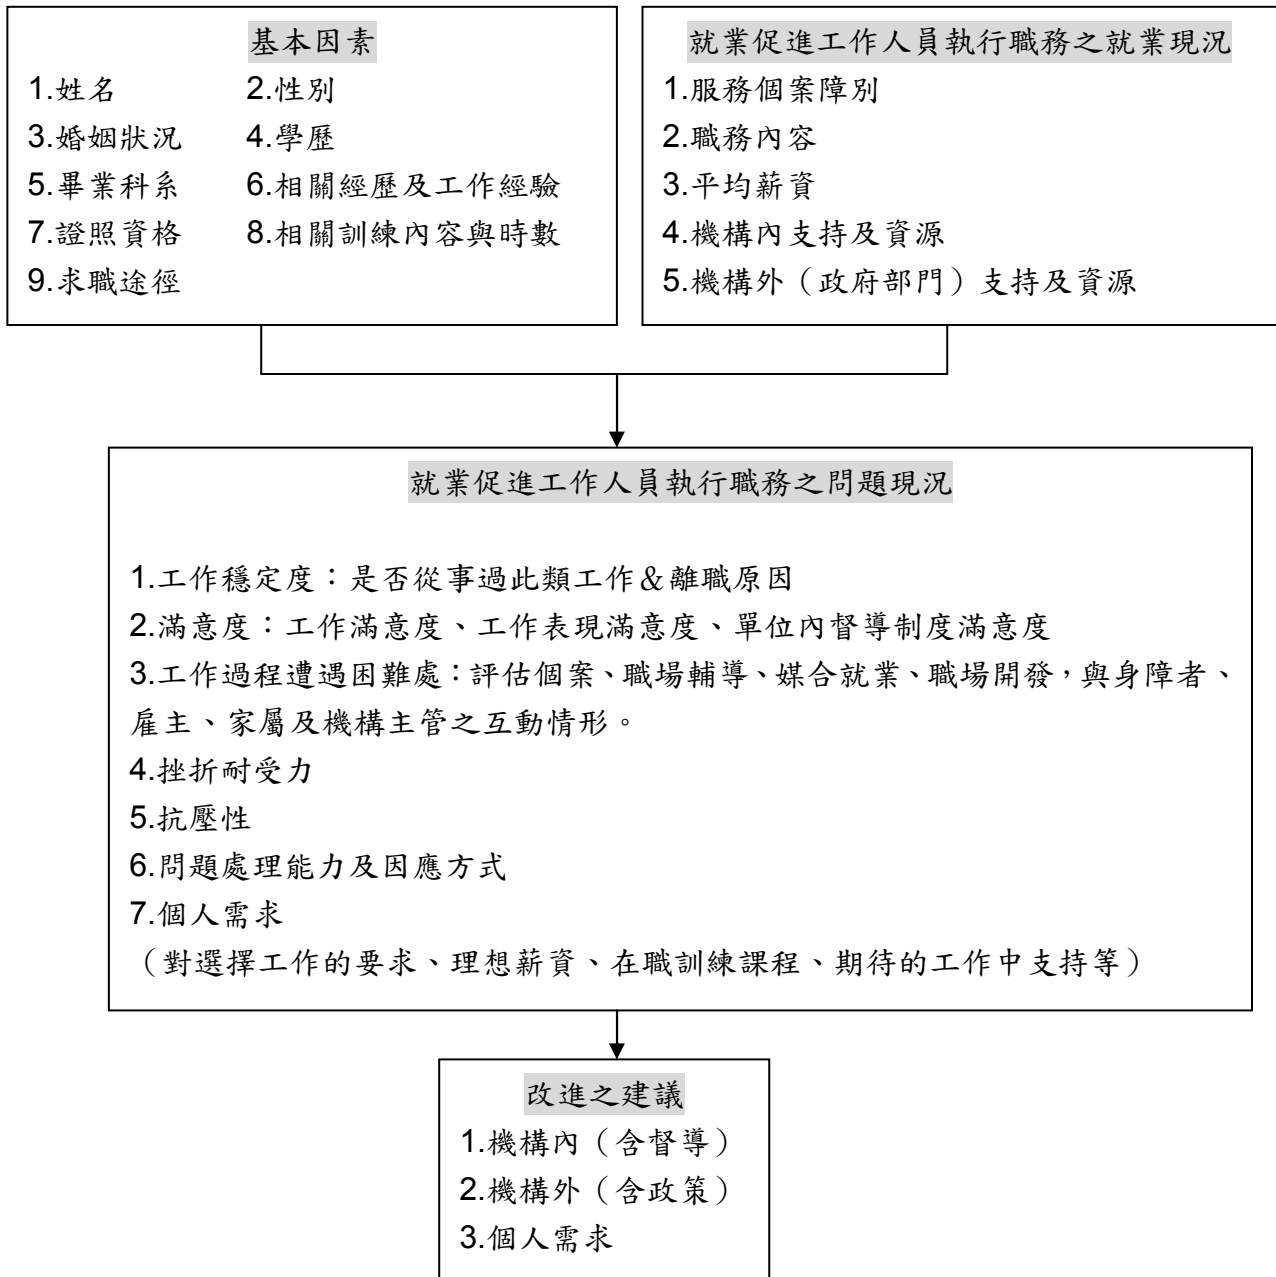 基本因素
1.姓名 2.性別
3.婚姻狀況 4.學歷
5.畢業科系 6.相關經歷及工作經驗
7.證照資格 8.相關訓練內容與時數
9.求職途徑
就業促進工作人員執行職務之就業現況
1.服務個案障別
2.職務內容
3.平均薪資
4.機構內支持及資源
5.機構外（政府部門）支持及資源
就業促進工作人員執行職務之問題現況
1.工作穩定度：是否從事過此類工作＆離職原因
2.滿意度：工作滿意度、工作表現滿意度、單位內督導制度滿意度
3.工作過程遭遇困難處：評估個案、職場輔導、媒合就業、職場開發，與身障者、
雇主、家屬及機構主管之互動情形。
4.挫折耐受力
5.抗壓性
6.問題處理能力及因應方式
7.個人需求
（對選擇工作的要求、理想薪資、在職訓練課程、期待的工作中支持等）
改進之建議
1.機構內（含督導）
2.機構外（含政策）
3.個人需求